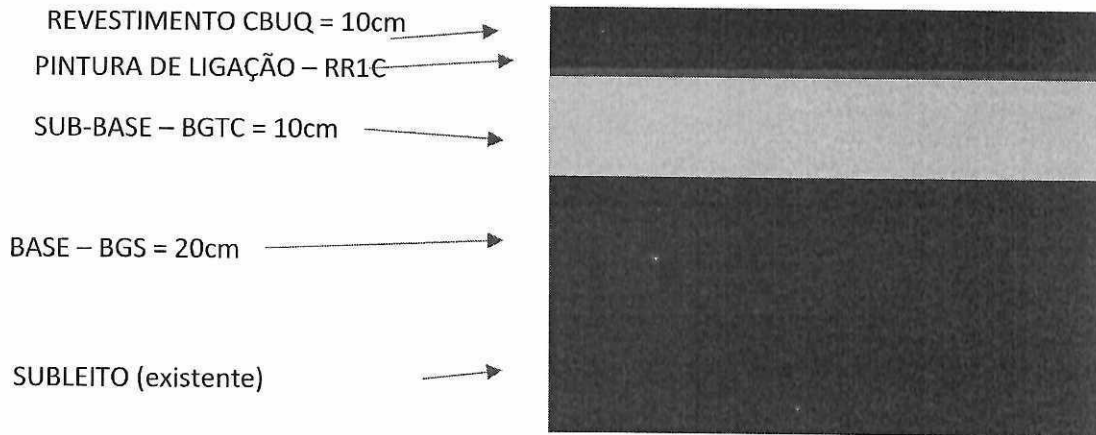 REVESTIMENTO CBUQ = 10cm
PINTURA DE LIGAÇÃO – RR1C
SUB-BASE – BGTC = 10cm
BASE – BGS = 20cm
SUBLEITO (existente)